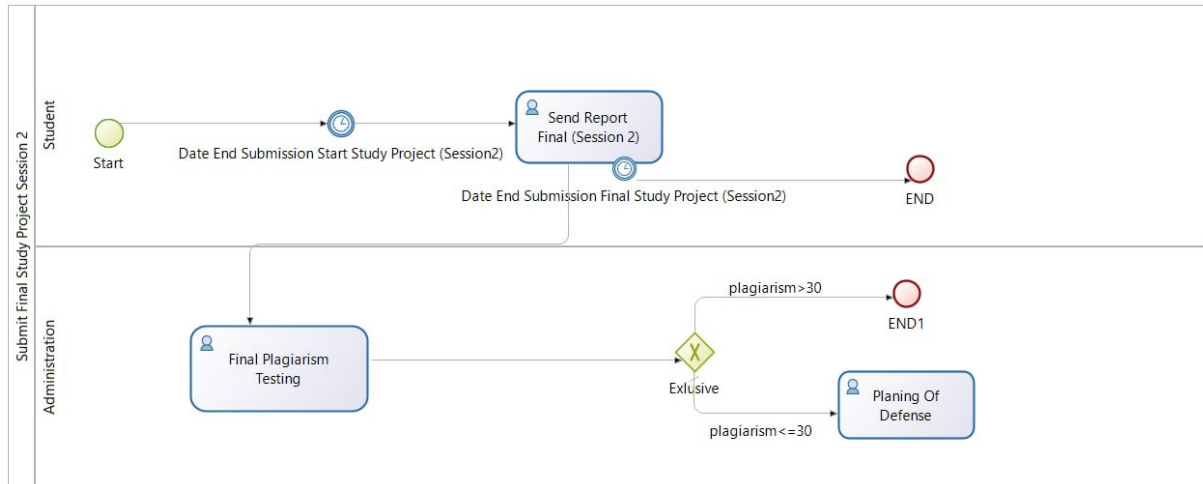 Submit Final Study Project Session 2
Student
Start
Date End Submission Start Study Project (Session2)
Send Report
Final (Session 2)
Date End Submission Final Study Project (Session2)
END
Administration
Final Plagiarism
Testing
Exlusive
plagiarism>30
END1
plagiarism<=30
Planing Of
Defense